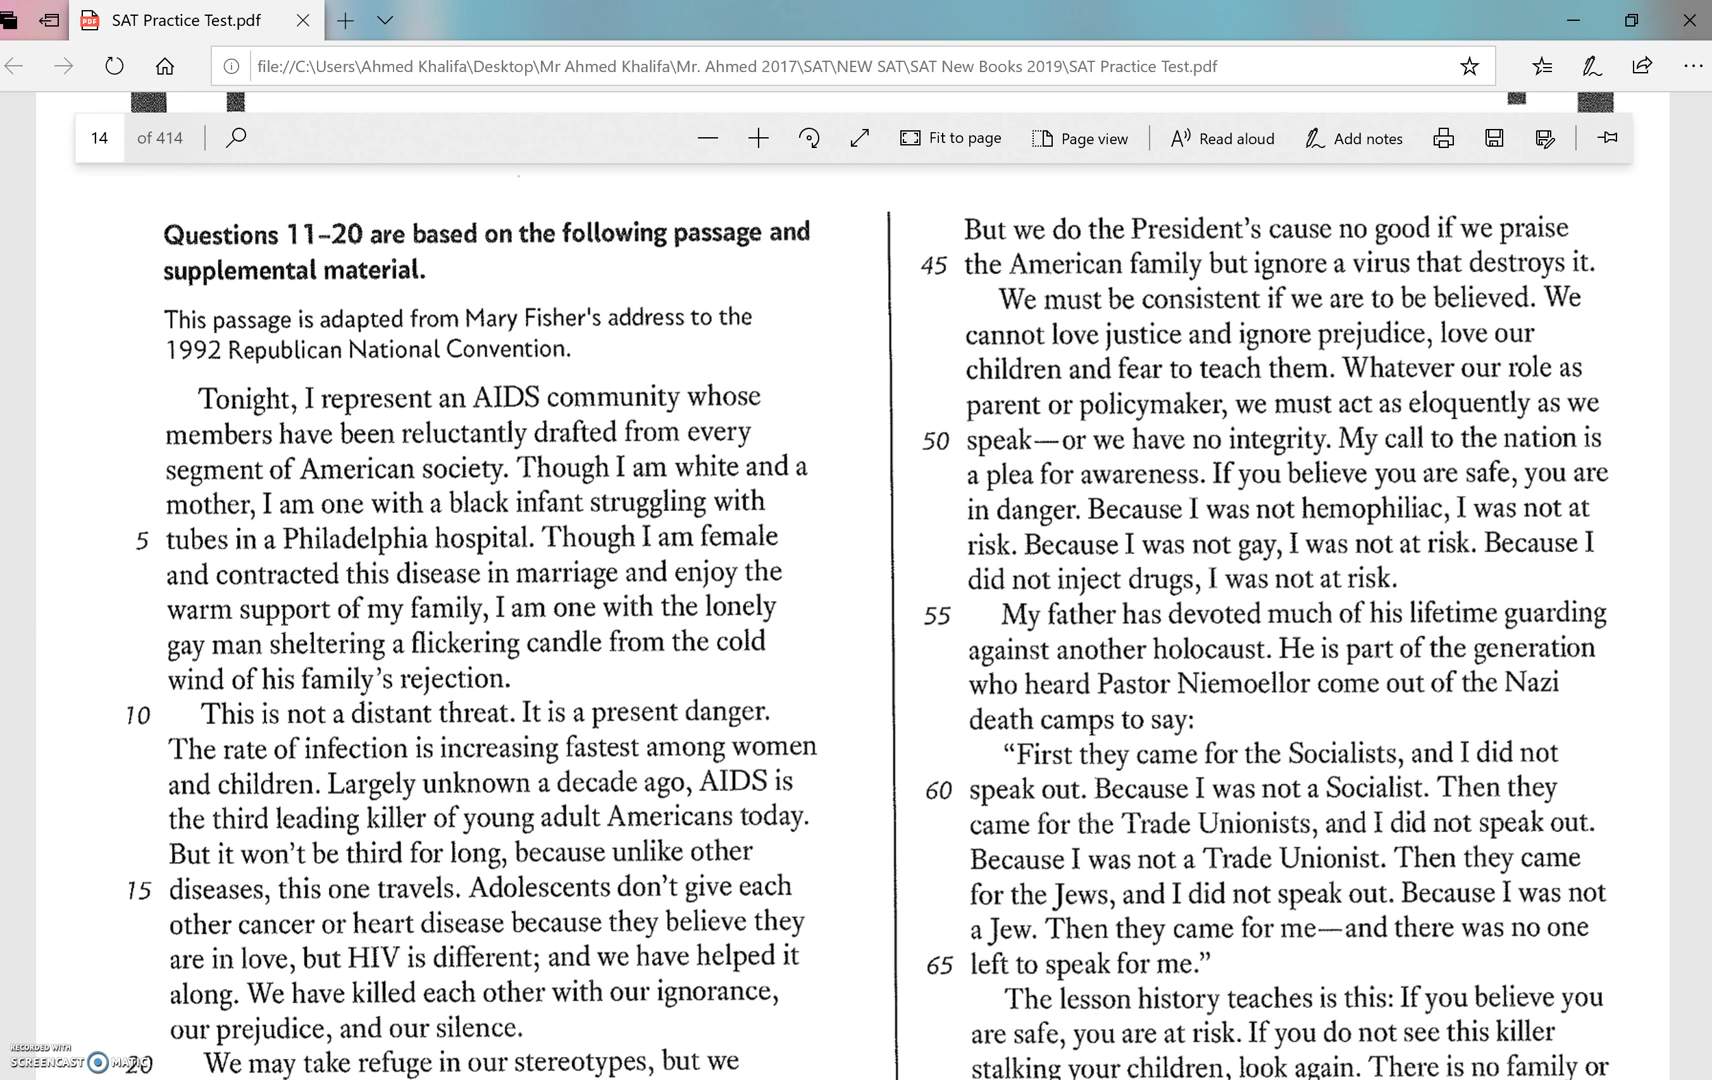 SAT Practice Test.pdf
file://C:\Users\Ahmed Khalifa\Desktop\Mr Ahmed Khalifa\Mr. Ahmed 2017\SAT\NEW SAT\SAT New Books 2019\SAT Practice Test.pdf
14 of 414 Fit to page Page view Read aloud Add notes
Questions 11–20 are based on the following passage and
supplemental material.
This passage is adapted from Mary Fisher's address to the
1992 Republican National Convention.
Tonight, I represent an AIDS community whose
members have been reluctantly drafted from every
segment of American society. Though I am white and a
mother, I am one with a black infant struggling with
5 tubes in a Philadelphia hospital. Though I am female
and contracted this disease in marriage and enjoy the
warm support of my family, I am one with the lonely
gay man sheltering a flickering candle from the cold
wind of his family's rejection.
10 This is not a distant threat. It is a present danger.
The rate of infection is increasing fastest among women
and children. Largely unknown a decade ago, AIDS is
the third leading killer of young adult Americans today.
But it won't be third for long, because unlike other
15 diseases, this one travels. Adolescents don't give each
other cancer or heart disease because they believe they
are in love, but HIV is different; and we have helped it
along. We have killed each other with our ignorance,
our prejudice, and our silence.
20 We may take refuge in our stereotypes, but we
But we do the President's cause no good if we praise
45 the American family but ignore a virus that destroys it.
We must be consistent if we are to be believed. We
cannot love justice and ignore prejudice, love our
children and fear to teach them. Whatever our role as
parent or policymaker, we must act as eloquently as we
50 speak—or we have no integrity. My call to the nation is
a plea for awareness. If you believe you are safe, you are
in danger. Because I was not hemophiliac, I was not at
risk. Because I was not gay, I was not at risk. Because I
did not inject drugs, I was not at risk.
55 My father has devoted much of his lifetime guarding
against another holocaust. He is part of the generation
who heard Pastor Niemoellor come out of the Nazi
death camps to say:
“First they came for the Socialists, and I did not
60 speak out. Because I was not a Socialist. Then they
came for the Trade Unionists, and I did not speak out.
Because I was not a Trade Unionist. Then they came
for the Jews, and I did not speak out. Because I was not
a Jew. Then they came for me—and there was no one
65 left to speak for me.”
The lesson history teaches is this: If you believe you
are safe, you are at risk. If you do not see this killer
stalking your children, look again. There is no family or
RECORDED WITH
SCREENCAST MATIC